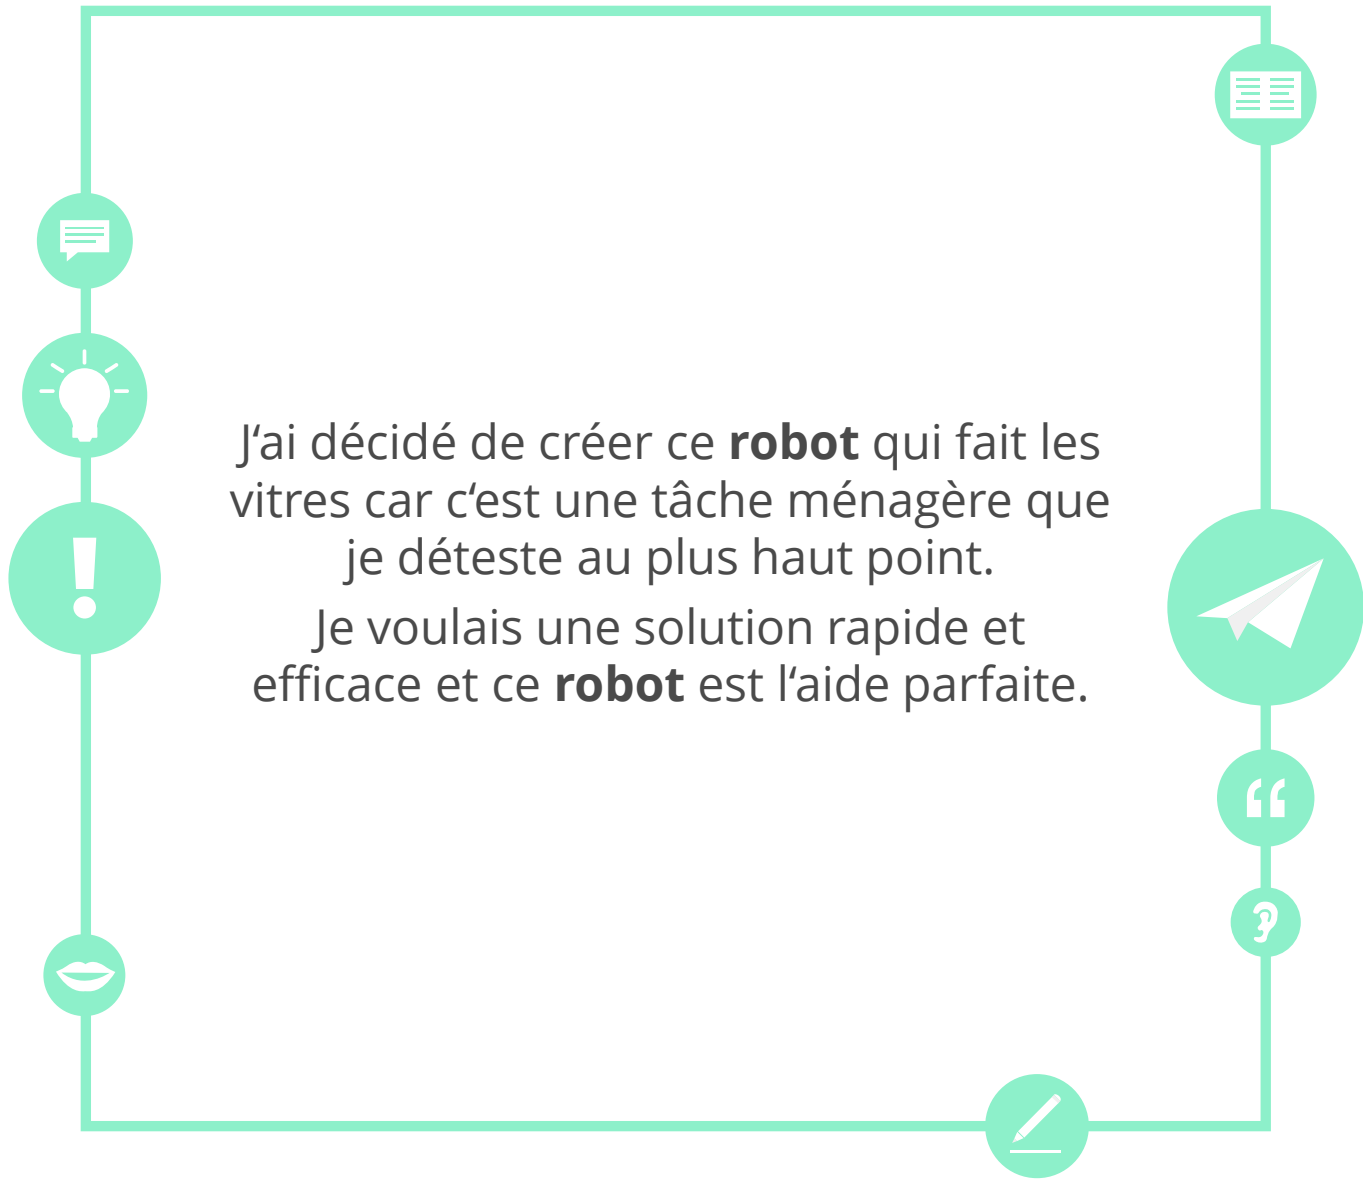 J‘ai décidé de créer ce robot qui fait les
vitres car c‘est une tâche ménagère que
je déteste au plus haut point.
Je voulais une solution rapide et
efficace et ce robot est l‘aide parfaite.